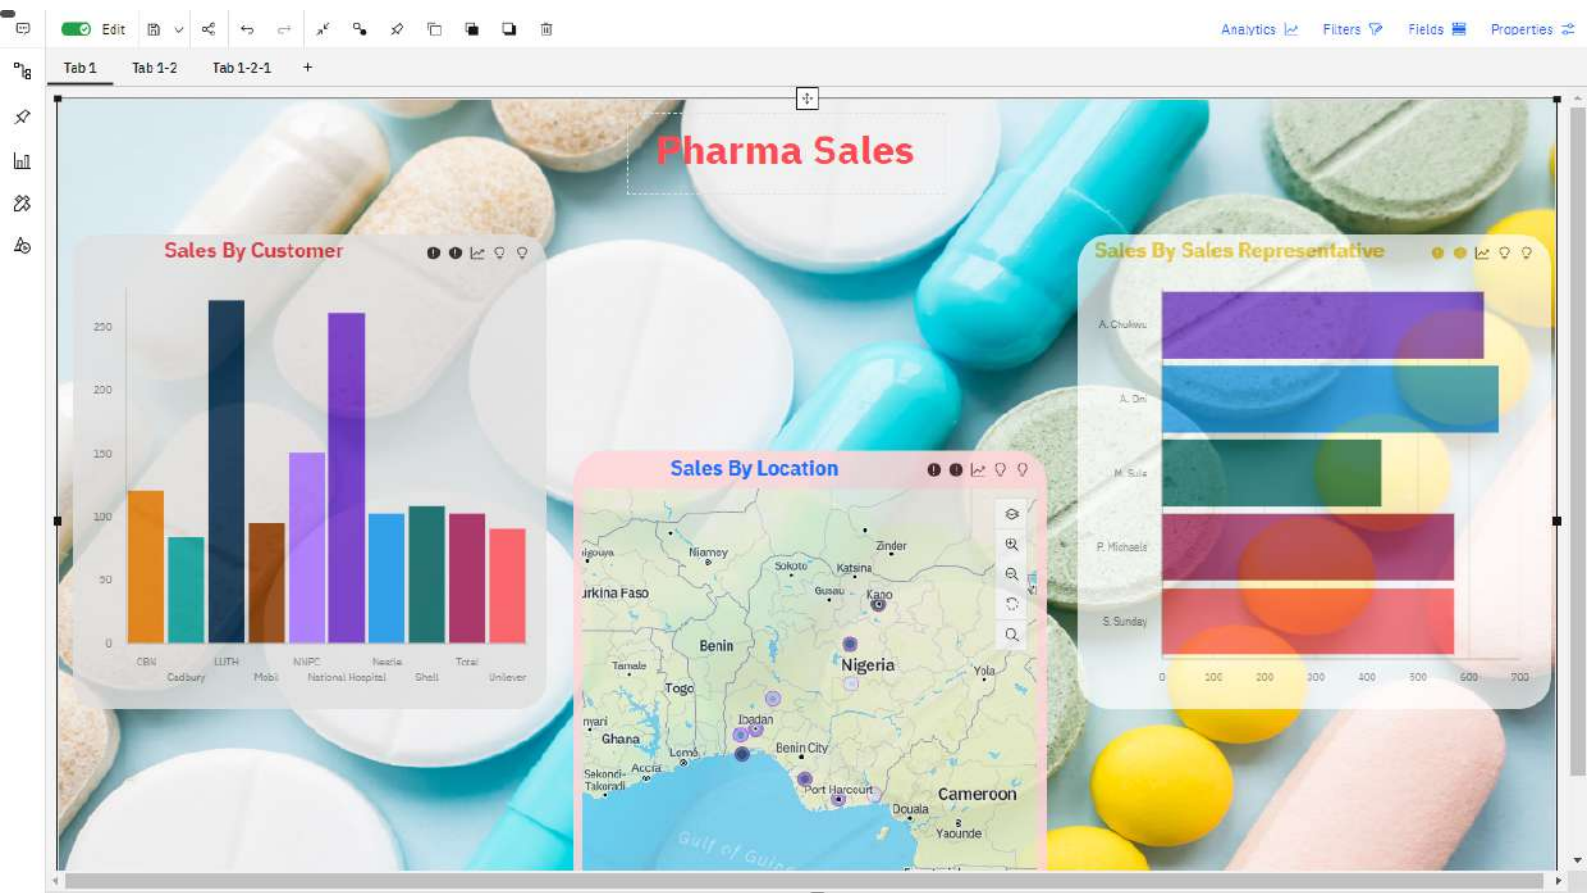 Edit
Analytics
Filters
Fields
Properties
Tab 1
Tab 1-2
Tab 1-2-1
+
Pharma Sales
Sales By Customer
250
200
150
100
50
0
CBN LUTH NNPC Nestle Total
Cadbury Mobil National Hospital Shell Unilever
Sales By Location
Niamey
Zinder
Sokoto
Katsina
Gusau
Kano
Benin
Nigeria
Tamale
Yola
Togo
Ibadan
Ghana
Lomé
Benin City
Accra
Sekondi-
Takoradi
Port Harcourt
Cameroon
Douala
Yaounde
Gulf of
Sales By Sales Representative
A. Chukwu
M. Sule
P. Michaels
S. Sunday
0 100 200 300 400 500 600 700